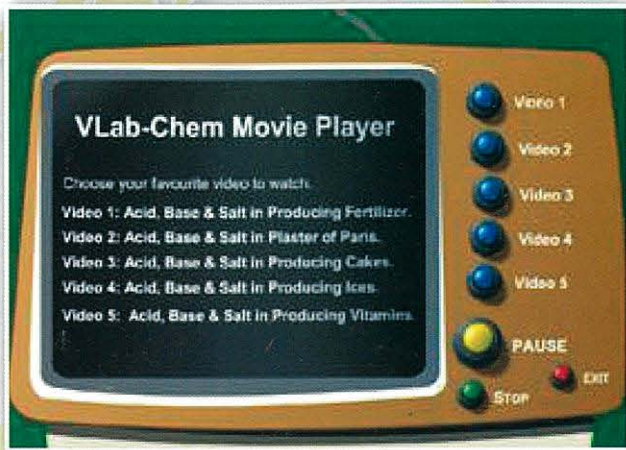 VLab-Chem Movie Player
Choose your favourite video to watch.
Video 1: Acid, Base & Salt in Producing Fertilizer.
Video 2: Acid, Base & Salt in Plaster of Paris.
Video 3: Acid, Base & Salt in Producing Cakes.
Video 4: Acid, Base & Salt in Producing Ices.
Video 5: Acid, Base & Salt in Producing Vitamins.
Video 1
Video 2
Video 3
Video 4
Video 5
PAUSE
EXIT
STOP